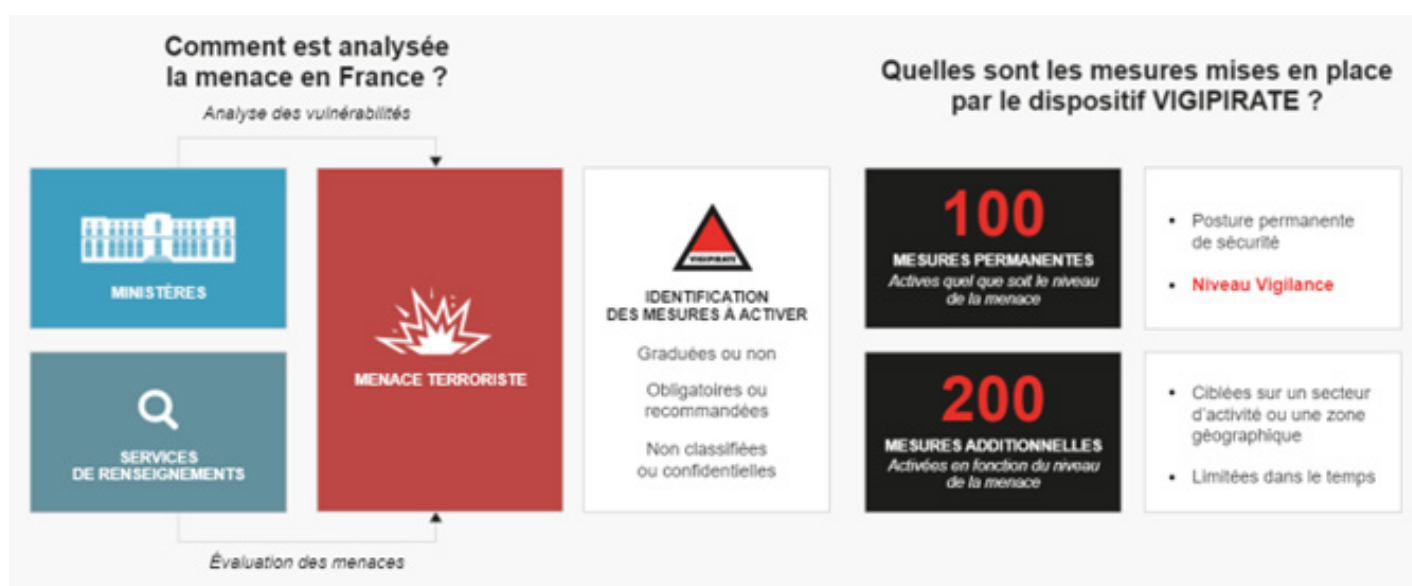 Comment est analysée
la menace en France ?
Analyse des vulnérabilités
MINISTÈRES
SERVICES
DE RENSEIGNEMENTS
Évaluation des menaces
MENACE TERRORISTE
VIGIPIRATE
IDENTIFICATION
DES MESURES À ACTIVER
Graduées ou non
Obligatoires ou
recommandées
Non classifiées
ou confidentielles
Quelles sont les mesures mises en place
par le dispositif VIGIPIRATE ?
100
MESURES PERMANENTES
Actives quel que soit le niveau
de la menace
• Posture permanente
de sécurité
• Niveau Vigilance
200
MESURES ADDITIONNELLES
Activées en fonction du niveau
de la menace
• Ciblées sur un secteur
d'activité ou une zone
géographique
• Limitées dans le temps